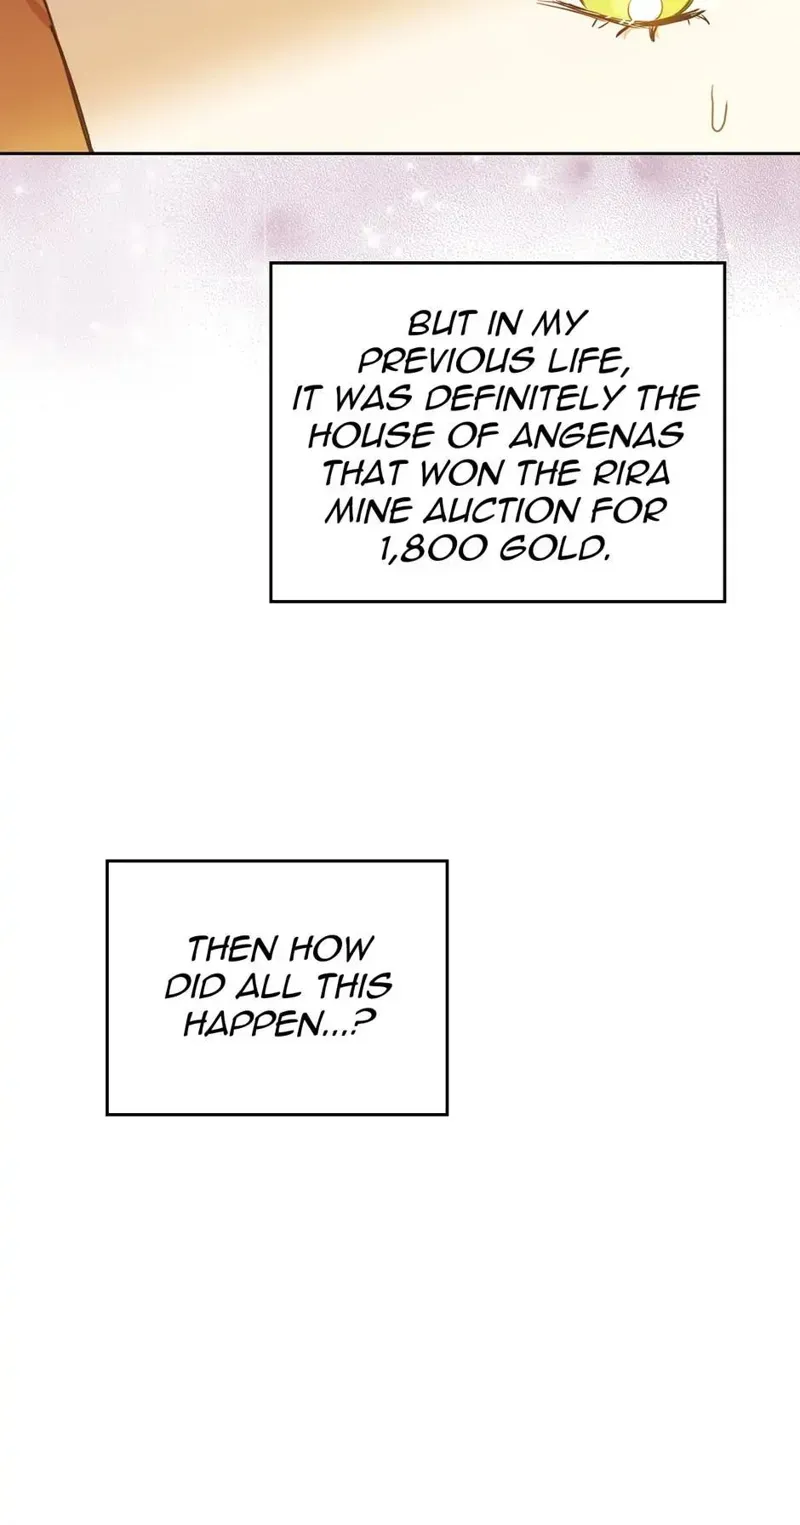 BUT IN MY
PREVIOUS LIFE,
IT WAS DEFINITELY THE
HOUSE OF ANGENAS
THAT WON THE RIRA
MINE AUCTION FOR
1,800 GOLD.
THEN HOW
DID ALL THIS
HAPPEN...?